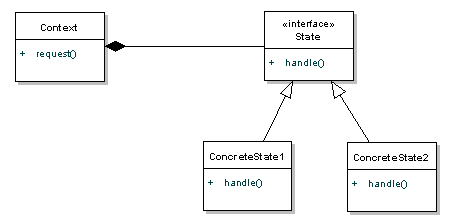 Context
+ request()
«interface»
State
+ handle()
ConcreteState1
+ handle()
ConcreteState2
+ handle()